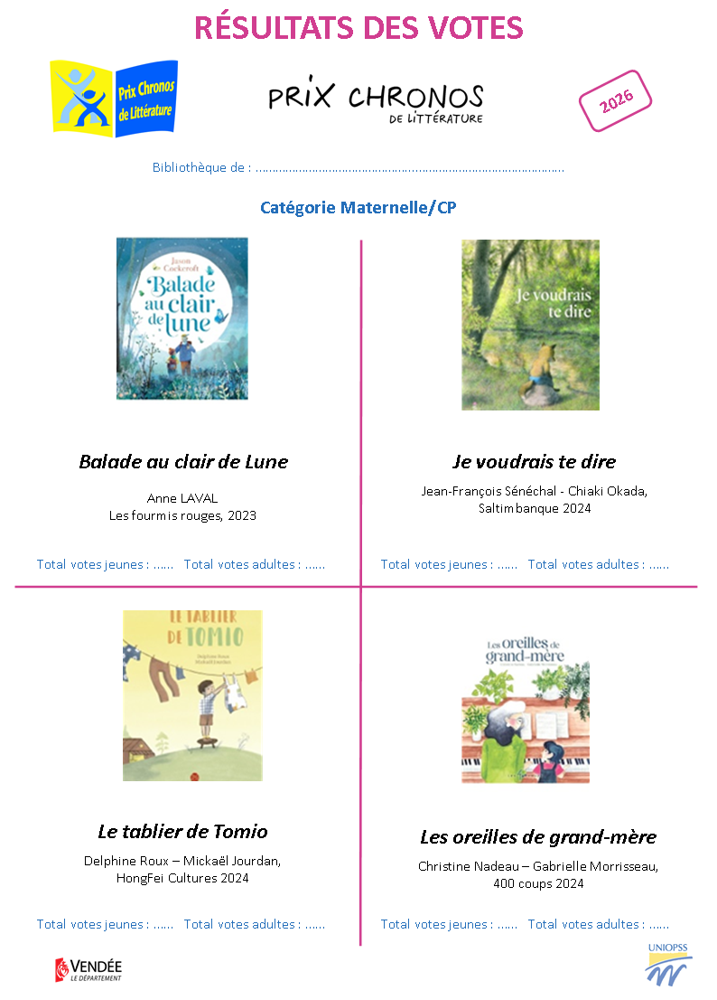 RÉSULTATS DES VOTES
Prix Chronos
de Littérature
PRIX CHRONOS
DE LITTÉRATURE
2026
Bibliothèque de : ............................................................................................
Catégorie Maternelle/CP
Jason
Cockcroft
Balade
au clair
de lune
Je voudrais
te dire
Balade au clair de Lune
Anne LAVAL
Les fourmis rouges, 2023
Total votes jeunes : ...... Total votes adultes : ......
Je voudrais te dire
Jean-François Sénéchal - Chiaki Okada,
Saltimbanque 2024
Total votes jeunes : ...... Total votes adultes : ......
LE TABLIER
DE TOMIO
Delphine Roux
Mickaël Jourdan
Les oreilles de
grand-mère
Le tablier de Tomio
Delphine Roux – Mickaël Jourdan,
HongFei Cultures 2024
Total votes jeunes : ...... Total votes adultes : ......
Les oreilles de grand-mère
Christine Nadeau – Gabrielle Morrisseau,
400 coups 2024
Total votes jeunes : ...... Total votes adultes : ......
VENDÉE
LE DÉPARTEMENT
UNIOPSS